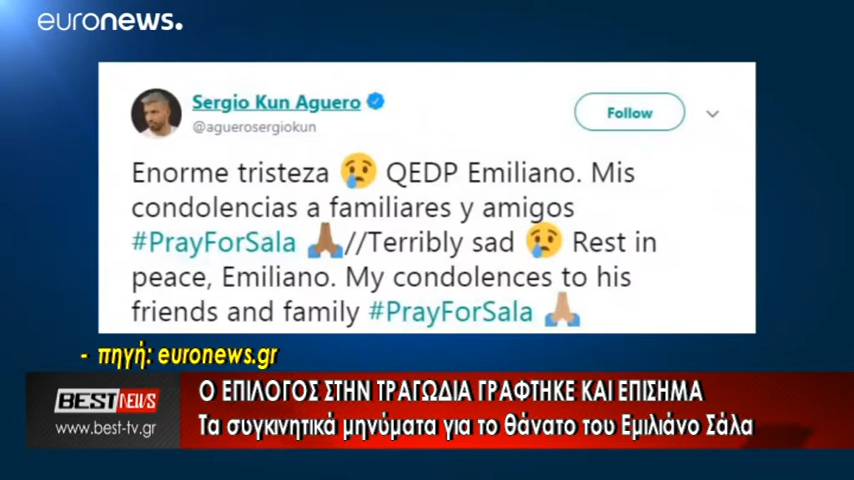 euronews.
Sergio Kun Aguero
@aguerosergiokun
Follow
Enorme tristeza 😢 QEDP Emiliano. Mis
condolencias a familiares y amigos
#PrayForSala 🙏🏾//Terribly sad 😢 Rest in
peace, Emiliano. My condolences to his
friends and family #PrayForSala 🙏🏼
- πηγή: euronews.gr
BEST NEWS
www.best-tv.gr
Ο ΕΠΙΛΟΓΟΣ ΣΤΗΝ ΤΡΑΓΩΔΙΑ ΓΡΑΦΤΗΚΕ ΚΑΙ ΕΠΙΣΗΜΑ
Τα συγκινητικά μηνύματα για το θάνατο του Εμιλιάνο Σάλα